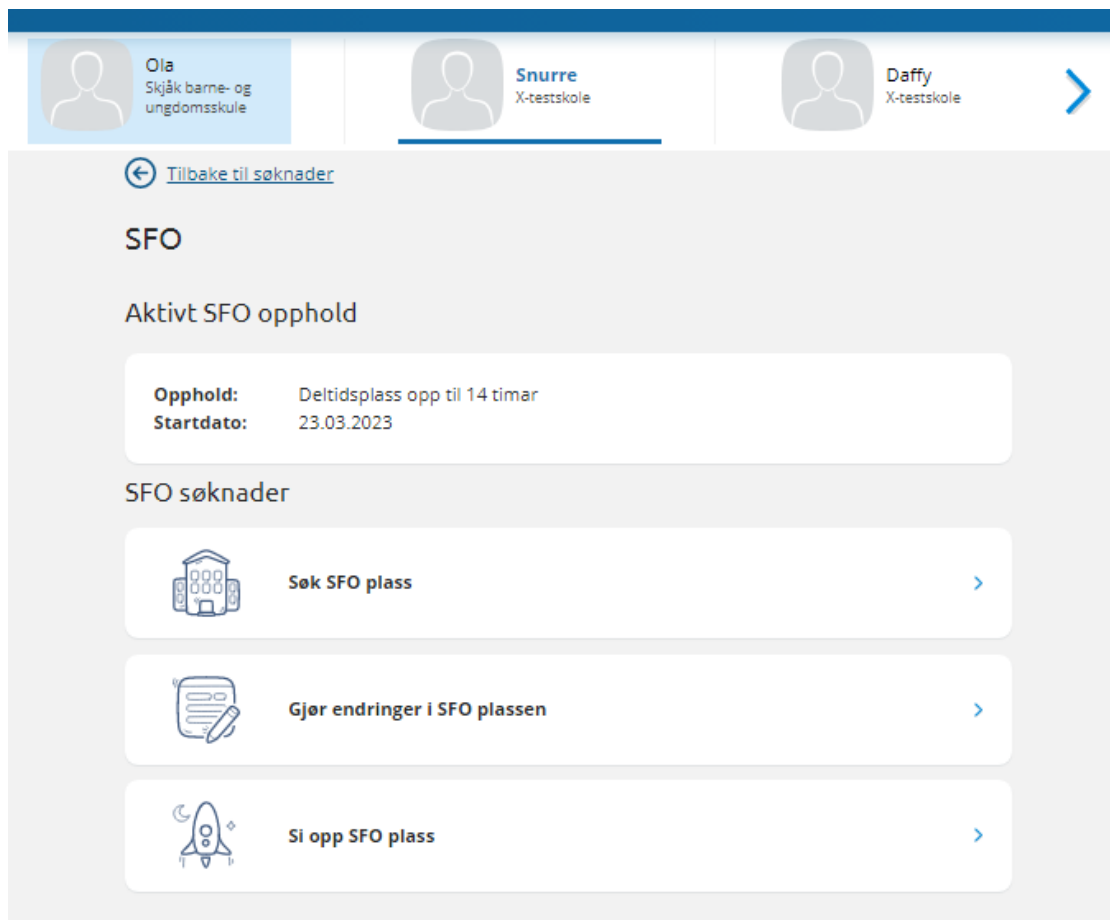 Ola
Skjåk barne- og
ungdomsskule
Snurre
X-testskole
Daffy
X-testskole
Tilbake til søknader
SFO
Aktivt SFO opphold
Opphold: Deltidsplass opp til 14 timar
Startdato: 23.03.2023
SFO søknader
Søk SFO plass
Gjør endringer i SFO plassen
Si opp SFO plass